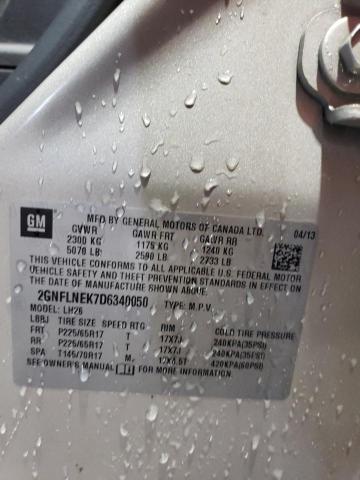 GM
MFD BY GENERAL MOTORS OF CANADA LTD.
04/13
GVWR GAWR FRT GAWR RR
2300 KG 1175 KG 1240 KG
5070 LB 2590 LB 2733 LB
THIS VEHICLE CONFORMS TO ALL APPLICABLE U.S. FEDERAL MOTOR
VEHICLE SAFETY AND THEFT PREVENTION STANDARDS IN EFFECT ON
THE DATE OF MANUFACTURE SHOWN ABOVE.
2GNFLNEK7D6340050 TYPE: M.P.V.
MODEL: LH26
LBBJ TIRE SIZE SPEED RTG RIM COLD TIRE PRESSURE
FRT P225/65R17 T 17X7J 240KPA(35PSI)
RR P225/65R17 T 17X7J 240KPA(35PSI)
SPA T145/70R17 420KPA(60PSI)
SEE OWNER'S MANUAL FOR ADDITIONAL INFORMATION.